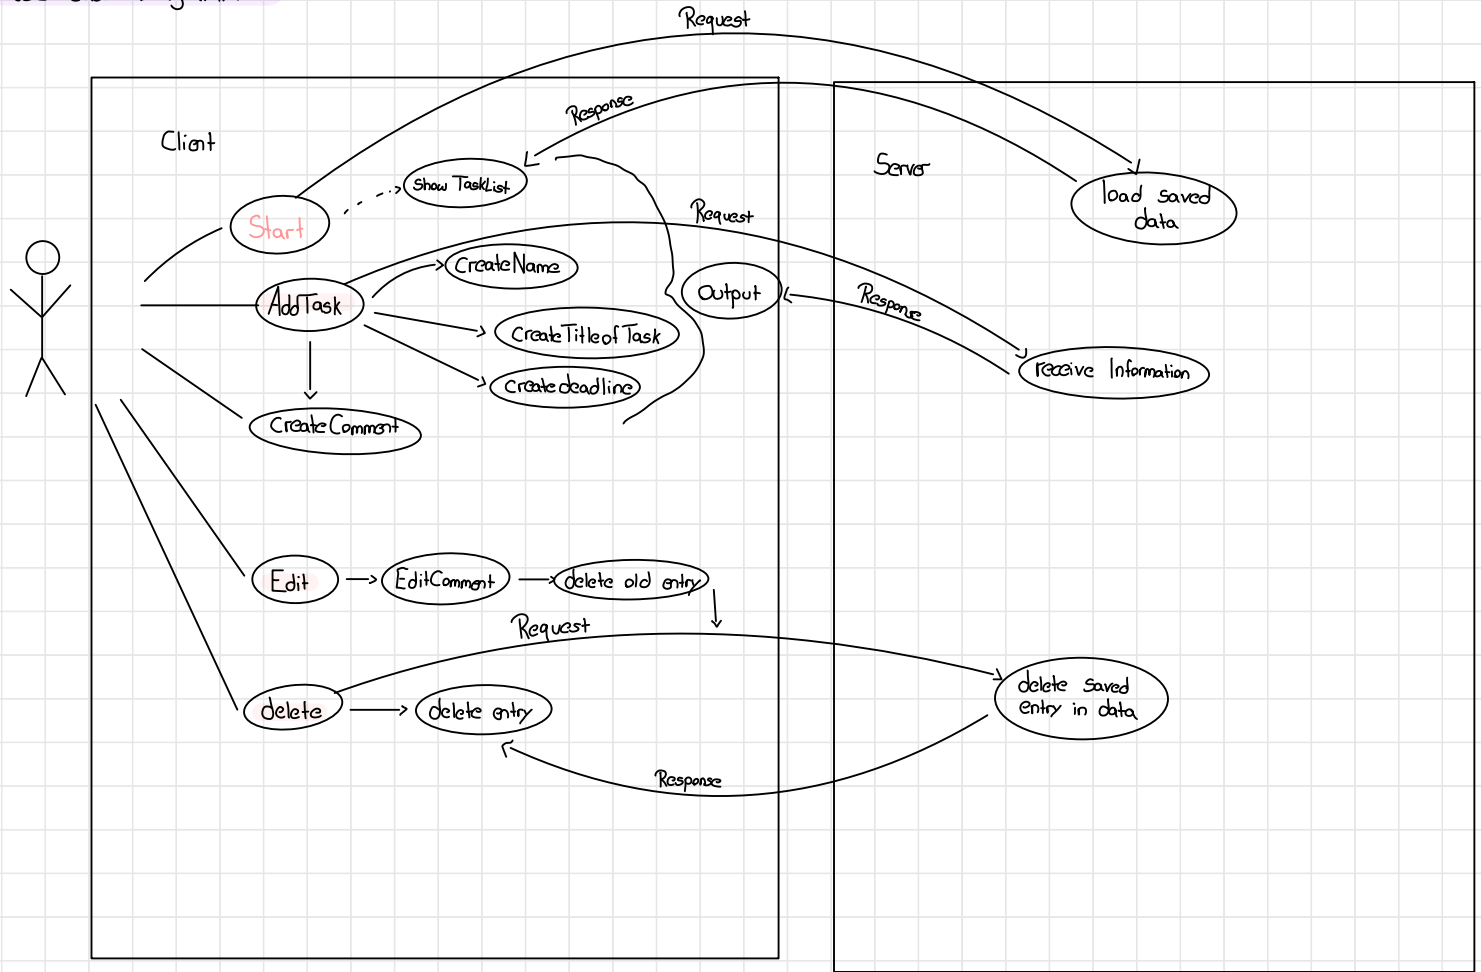 Request
Response
Client
Server
Show TaskList
load saved
data
Start
Request
CreateName
Output
Response
AddTask
CreateTitleofTask
receive Information
createdeadline
CreateComment
Edit
EditComment
delete old entry
Request
delete saved
entry in data
delete
delete entry
Response